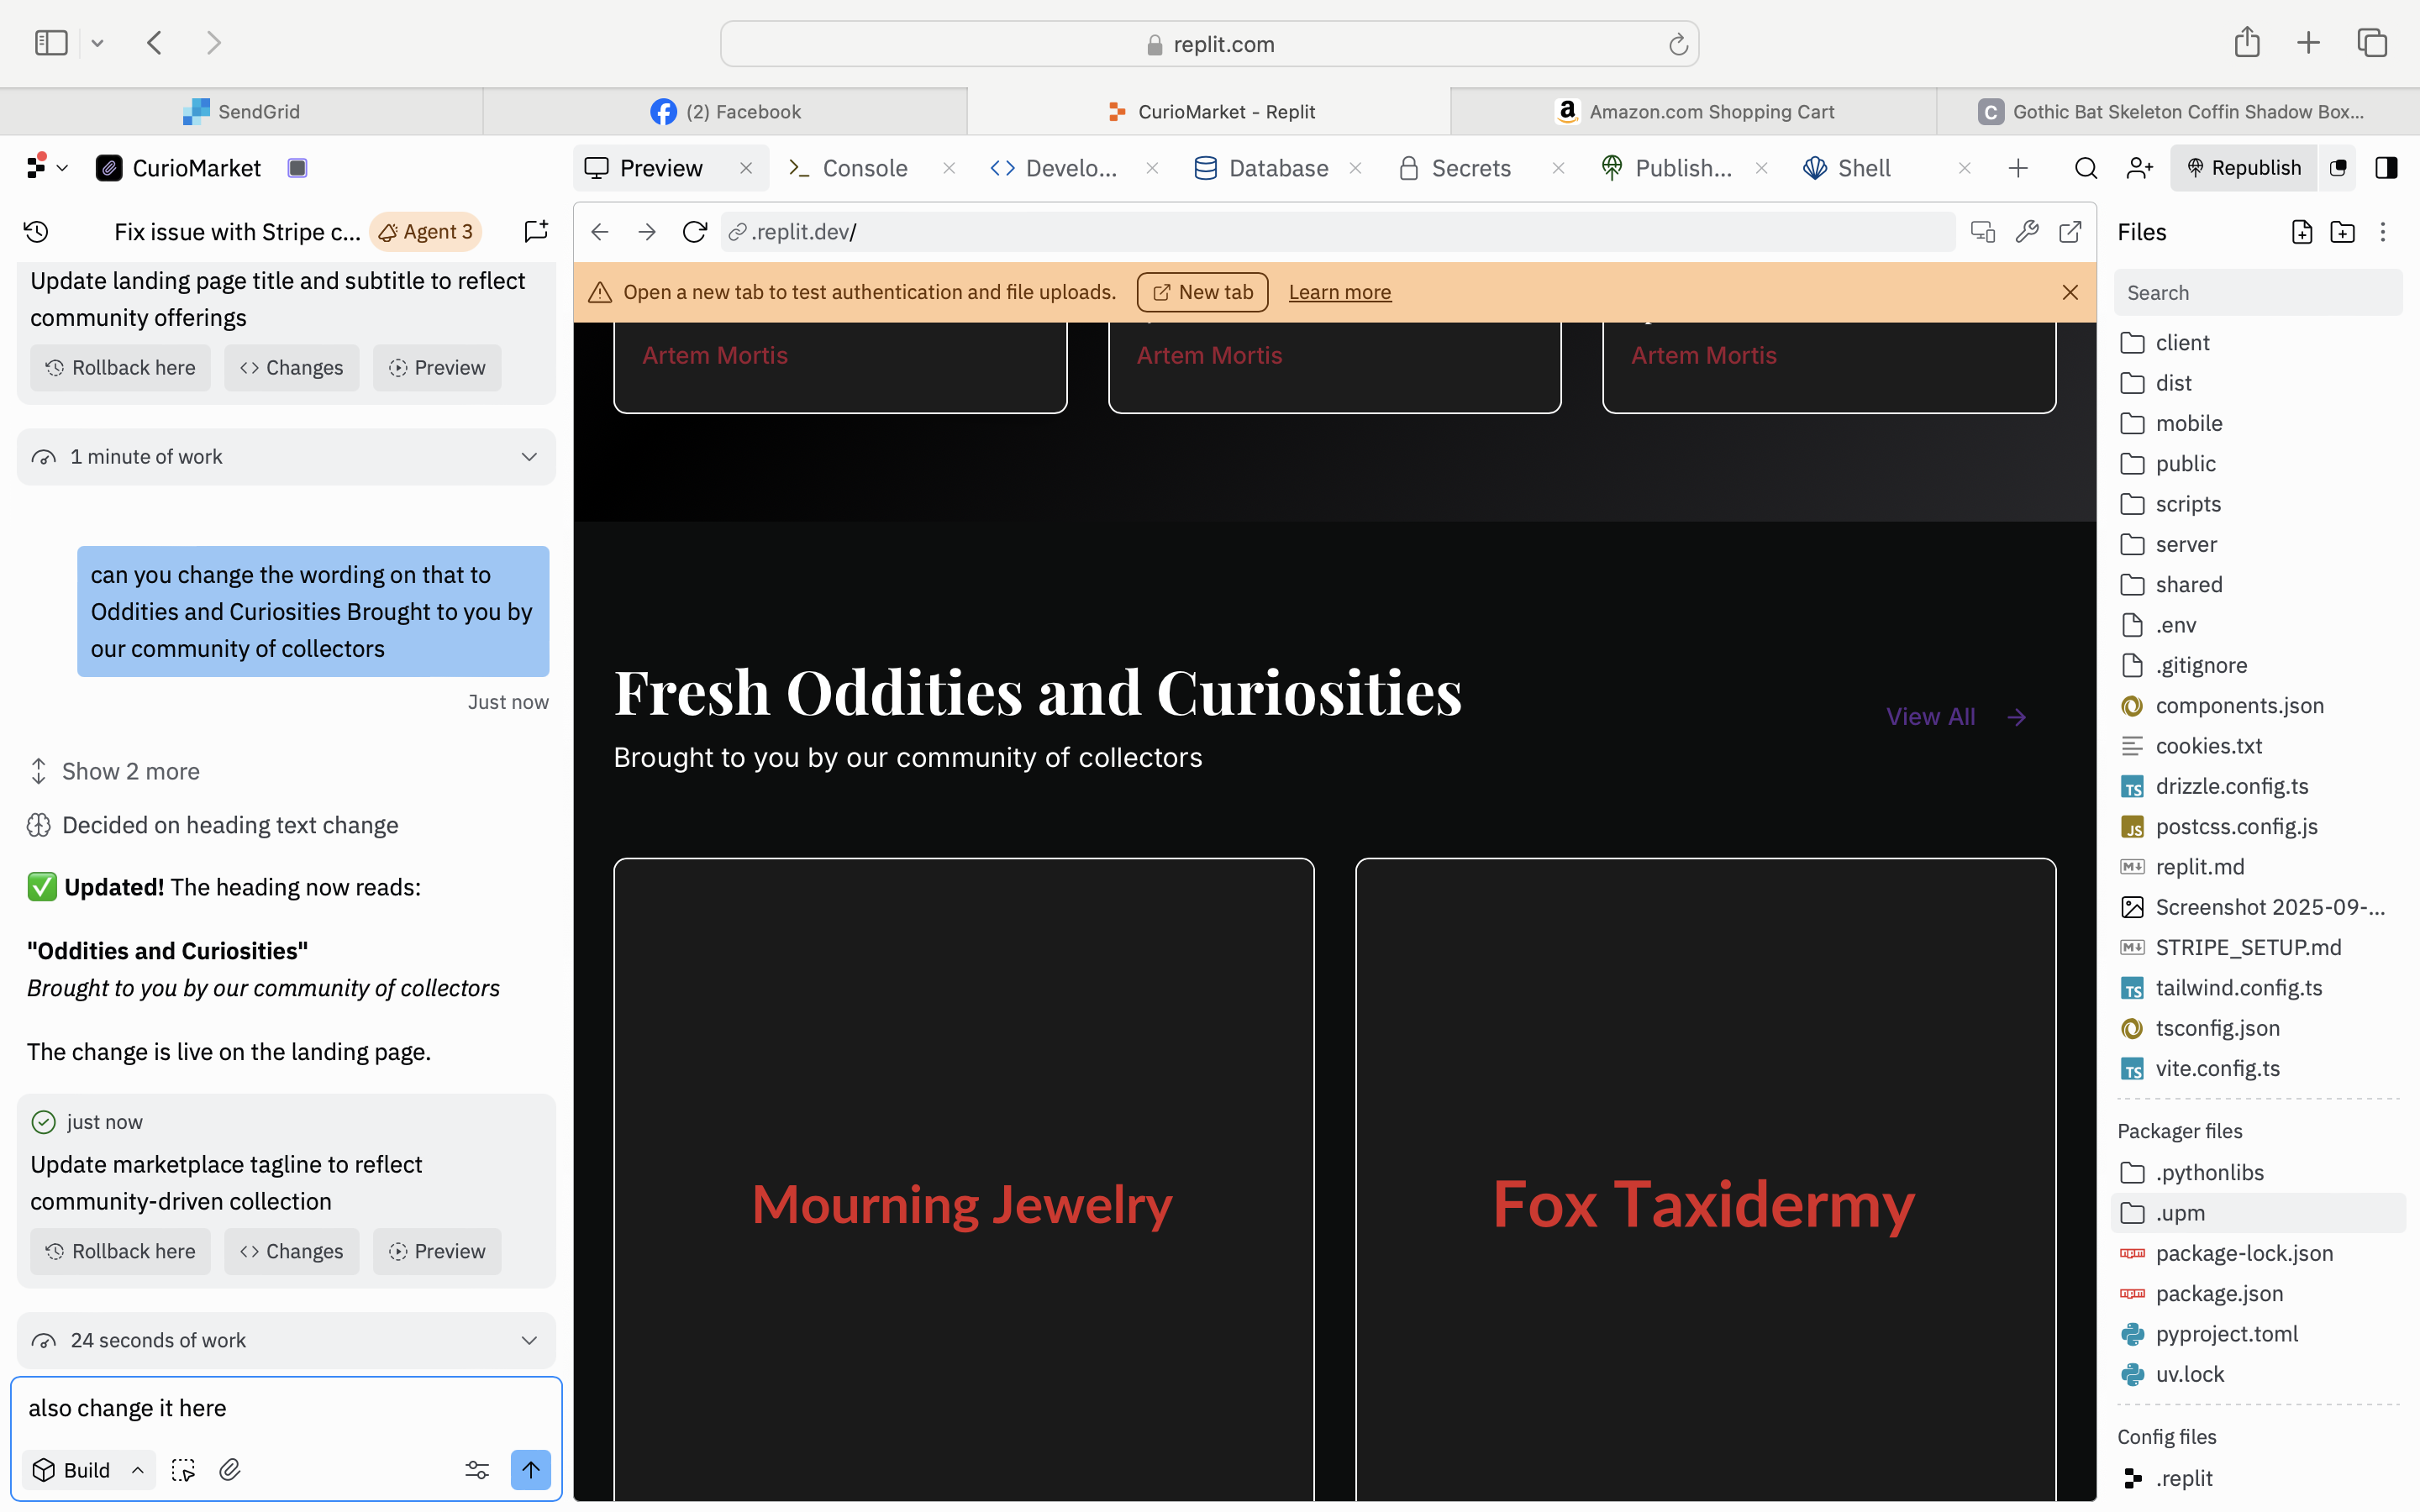 replit.com
SendGrid
(2) Facebook
CurioMarket - Replit
Amazon.com Shopping Cart
C Gothic Bat Skeleton Coffin Shadow Box...
CurioMarket
Preview
Console
Develo...
Database
Secrets
Publish...
Shell
Republish
Fix issue with Stripe c...
Agent 3
Update landing page title and subtitle to reflect
community offerings
Rollback here
Changes
Preview
1 minute of work
can you change the wording on that to
Oddities and Curiosities Brought to you by
our community of collectors
Just now
Show 2 more
Decided on heading text change
Updated! The heading now reads:
"Oddities and Curiosities"
Brought to you by our community of collectors
The change is live on the landing page.
just now
Update marketplace tagline to reflect
community-driven collection
Rollback here
Changes
Preview
24 seconds of work
also change it here
Build
.replit.dev/
Open a new tab to test authentication and file uploads.
New tab
Learn more
Artem Mortis
Artem Mortis
Artem Mortis
Fresh Oddities and Curiosities
View All
Brought to you by our community of collectors
Mourning Jewelry
Fox Taxidermy
Files
Search
client
dist
mobile
public
scripts
server
shared
.env
.gitignore
components.json
cookies.txt
TS drizzle.config.ts
JS postcss.config.js
replit.md
Screenshot 2025-09-...
STRIPE_SETUP.md
TS tailwind.config.ts
tsconfig.json
TS vite.config.ts
Packager files
.pythonlibs
.upm
package-lock.json
package.json
pyproject.toml
uv.lock
Config files
.replit